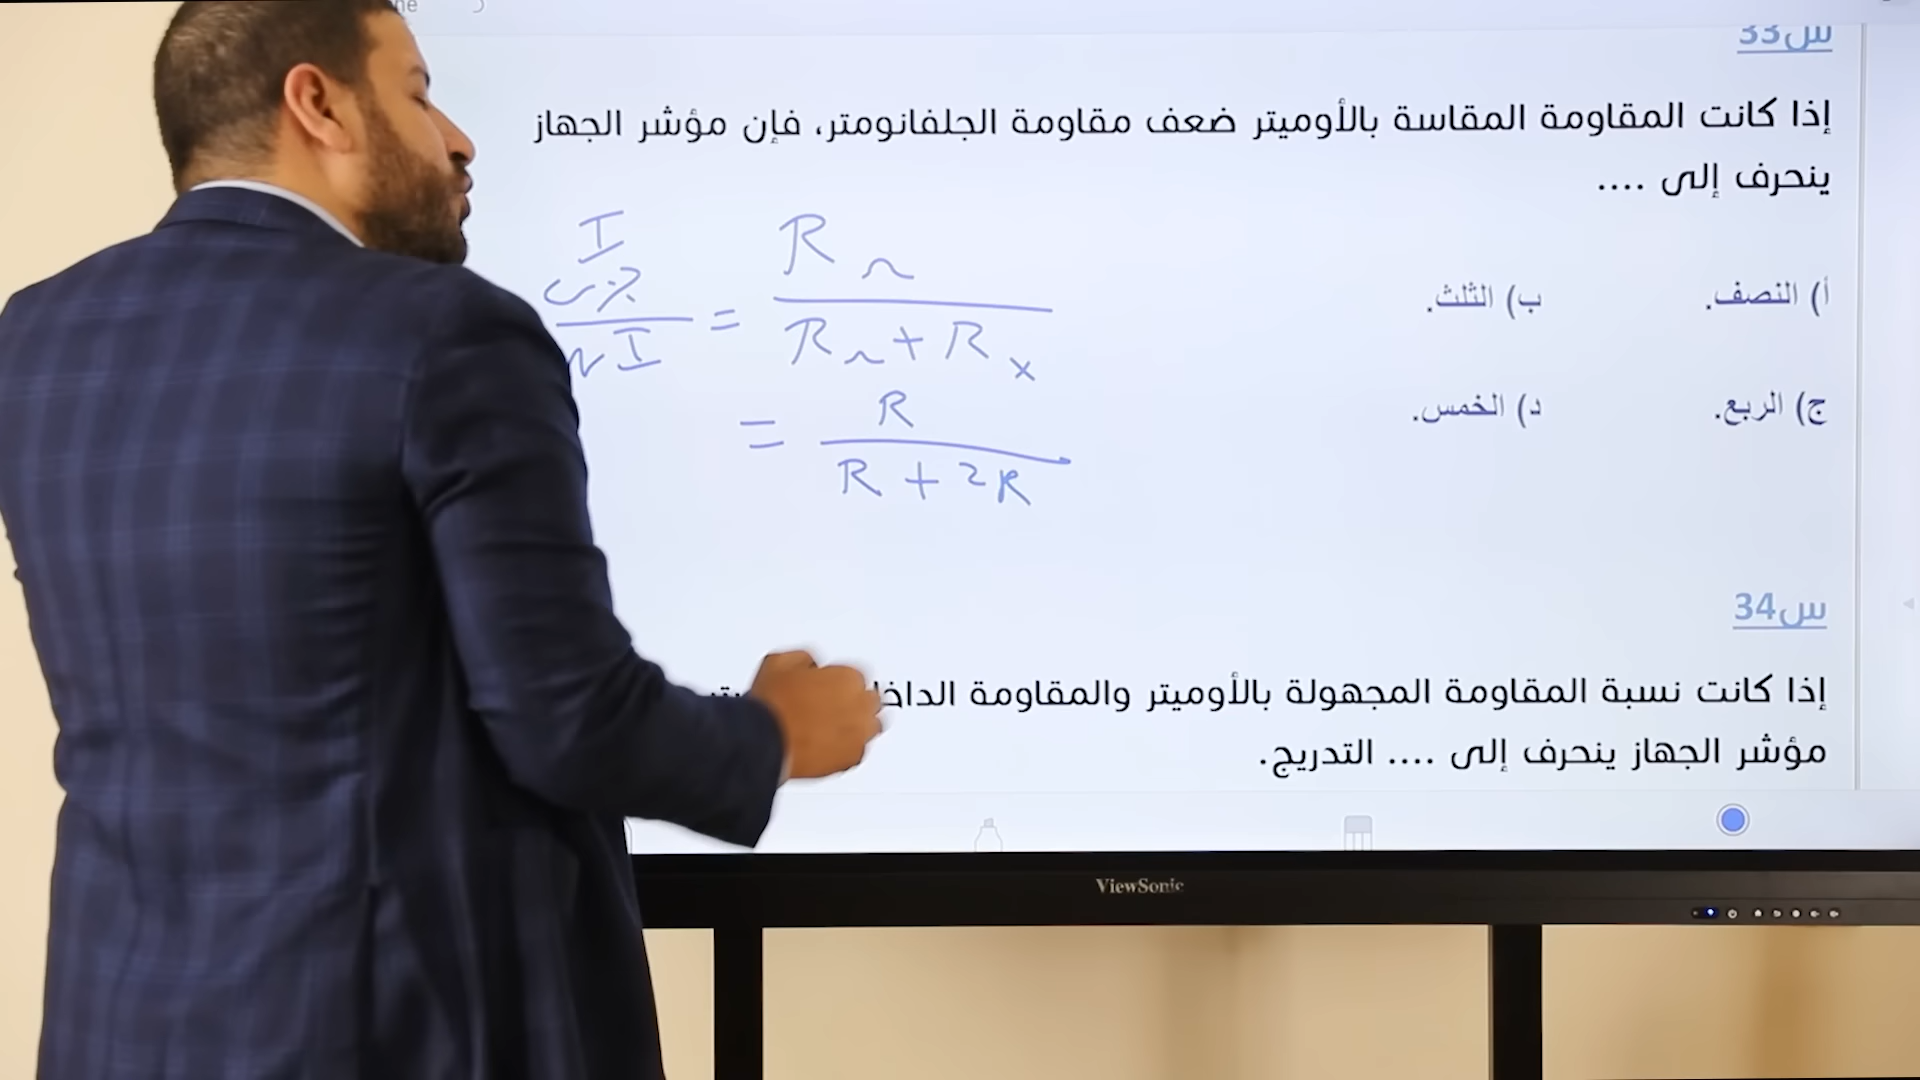 س33
إذا كانت المقاومة المقاسة بالأوميتر ضعف مقاومة الجلفانومتر، فإن مؤشر الجهاز
ينحرف إلى ....
أ) النصف. ب) الثلث.
ج) الربع. د) الخمس.
I
I = R / R + R x
= R / R + 2R
س34
إذا كانت نسبة المقاومة المجهولة بالأوميتر والمقاومة
مؤشر الجهاز ينحرف إلى .... التدريج.
ViewSonic